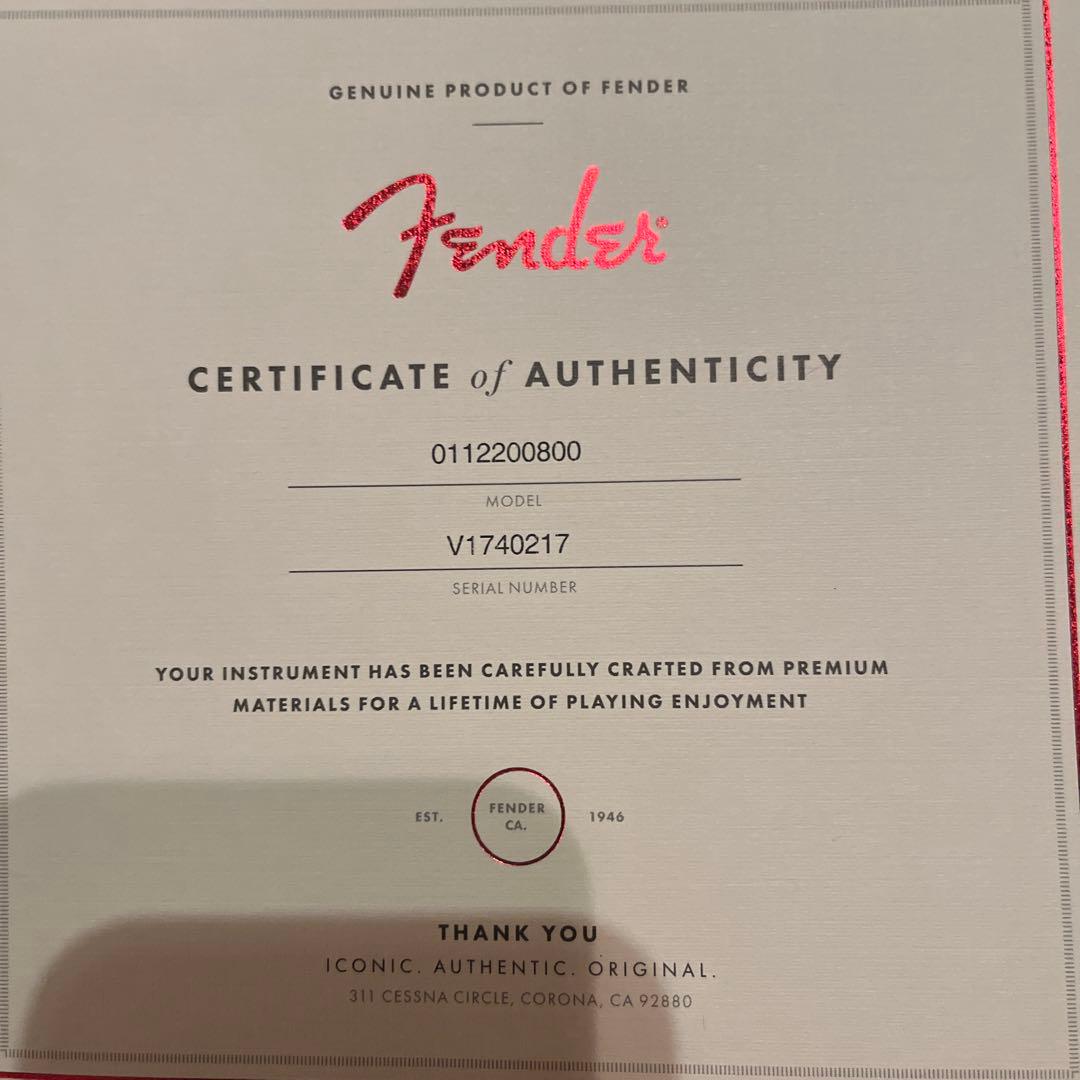 GENUINE PRODUCT OF FENDER
Fender®
CERTIFICATE of AUTHENTICITY
0112200800
MODEL
V1740217
SERIAL NUMBER
YOUR INSTRUMENT HAS BEEN CAREFULLY CRAFTED FROM PREMIUM
MATERIALS FOR A LIFETIME OF PLAYING ENJOYMENT
EST. FENDER CA. 1946
THANK YOU
ICONIC. AUTHENTIC. ORIGINAL.
311 CESSNA CIRCLE, CORONA, CA 92880